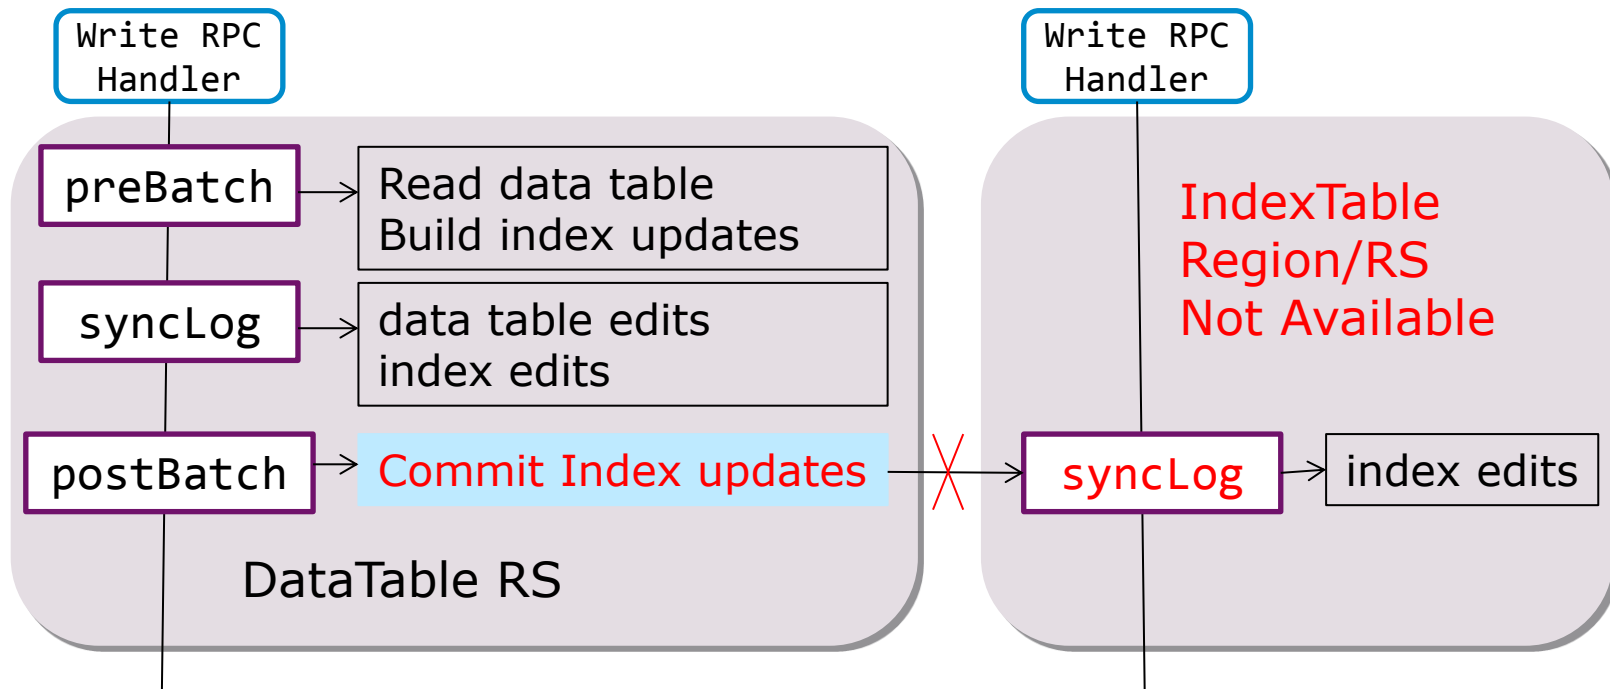 Write RPC
Handler
preBatch
Read data table
Build index updates
syncLog
data table edits
index edits
postBatch
Commit Index updates
DataTable RS
Write RPC
Handler
IndexTable
Region/RS
Not Available
syncLog
index edits